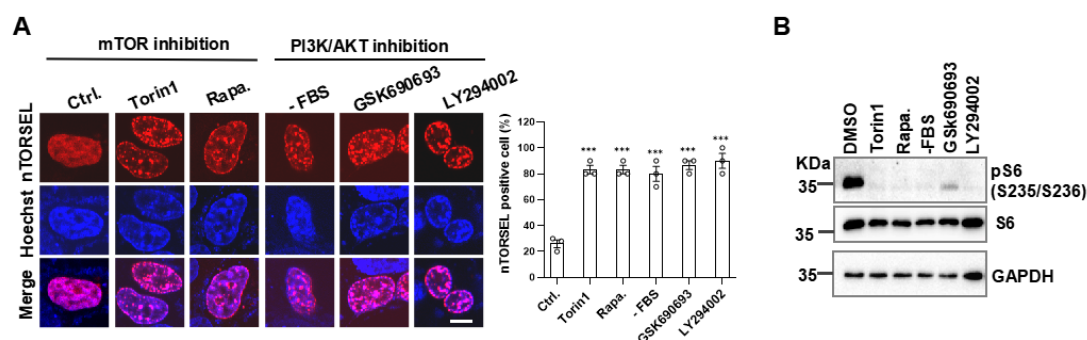 A
mTOR inhibition
PI3K/AKT inhibition
Ctrl.
Torin1
Rapa.
- FBS
GSK690693
LY294002
nTORSEL
Hoechst
Merge
nTORSEL positive cell (%)
120
100
80
60
40
20
0
***
***
***
***
***
Ctrl.
Torin1
Rapa.
- FBS
GSK690693
LY294002
B
DMSO
Torin1
Rapa.
-FBS
GSk690693
LY294002
KDa
35
pS6
(S235/S236)
35
S6
35
GAPDH